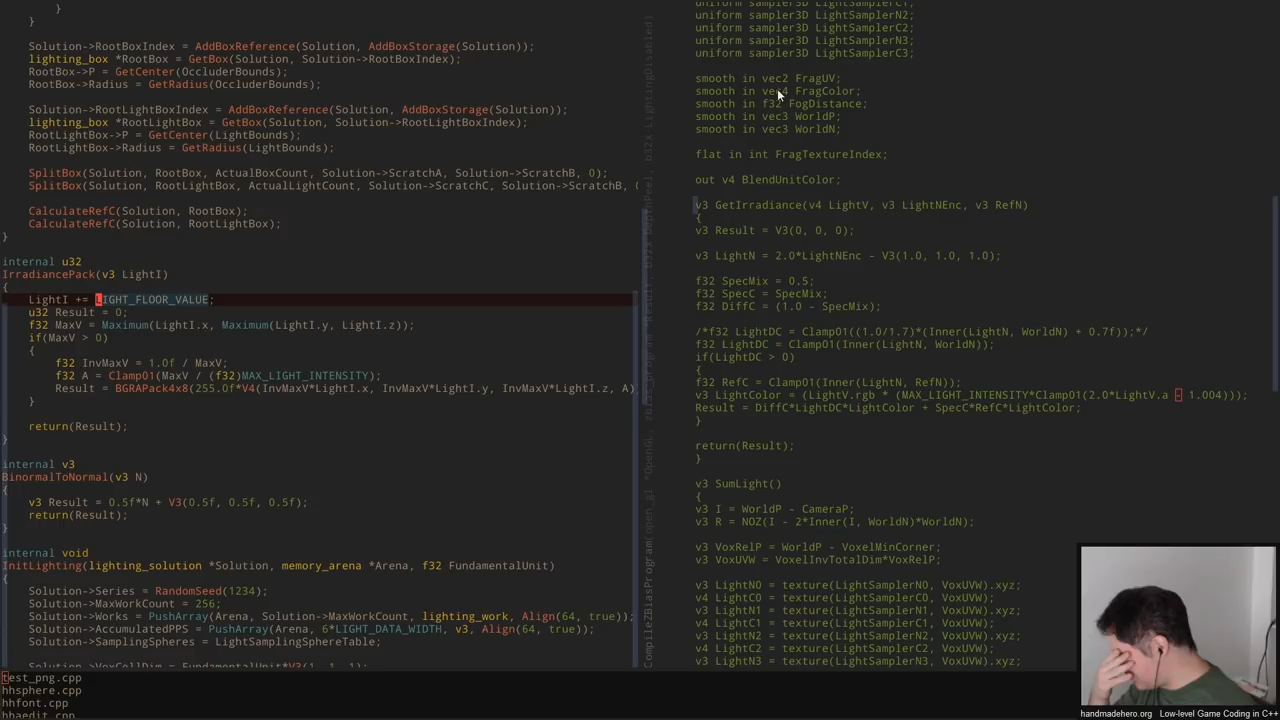 }
}
Solution->RootBoxIndex = AddBoxReference(Solution, AddBoxStorage(Solution));
lighting_box *RootBox = GetBox(Solution, Solution->RootBoxIndex);
RootBox->P = GetCenter(OccluderBounds);
RootBox->Radius = GetRadius(OccluderBounds);
Solution->RootLightBoxIndex = AddBoxReference(Solution, AddBoxStorage(Solution));
lighting_box *RootLightBox = GetBox(Solution, Solution->RootLightBoxIndex);
RootLightBox->P = GetCenter(LightBounds);
RootLightBox->Radius = GetRadius(LightBounds);
SplitBox(Solution, RootBox, ActualBoxCount, Solution->ScratchA, Solution->ScratchB, 0);
SplitBox(Solution, RootLightBox, ActualLightCount, Solution->ScratchC, Solution->ScratchB,
CalculateRefC(Solution, RootBox);
CalculateRefC(Solution, RootLightBox);
}
internal u32
IrradiancePack(v3 LightI)
{
LightI += LIGHT_FLOOR_VALUE;
u32 Result = 0;
f32 MaxV = Maximum(LightI.x, Maximum(LightI.y, LightI.z));
if(MaxV > 0)
{
f32 InvMaxV = 1.0f / MaxV;
f32 A = Clamp01(MaxV / (f32)MAX_LIGHT_INTENSITY);
Result = BGRAPack4x8(255.0f*V4(InvMaxV*LightI.x, InvMaxV*LightI.y, InvMaxV*LightI.z, A)
}
return(Result);
}
internal v3
BinormalToNormal(v3 N)
{
v3 Result = 0.5f*N + V3(0.5f, 0.5f, 0.5f);
return(Result);
}
internal void
InitLighting(lighting_solution *Solution, memory_arena *Arena, f32 FundamentalUnit)
{
Solution->Series = RandomSeed(1234);
Solution->MaxWorkCount = 256;
Solution->Works = PushArray(Arena, Solution->MaxWorkCount, lighting_work, Align(64, true));
Solution->AccumulatedPPS = PushArray(Arena, 6*LIGHT_DATA_WIDTH, v3, Align(64, true));
Solution->SamplingSpheres = LightSamplingSphereTable;
Solution->VoxCellDim = FundamentalUnit*V3(1, 1, 1);
test_png.cpp
hhsphere.cpp
hhfont.cpp
hhaedit.cpp
uniform sampler3D LightSamplerC1;
uniform sampler3D LightSamplerN2;
uniform sampler3D LightSamplerC2;
uniform sampler3D LightSamplerN3;
uniform sampler3D LightSamplerC3;
smooth in vec2 FragUV;
smooth in vec4 FragColor;
smooth in f32 FogDistance;
smooth in vec3 WorldP;
smooth in vec3 WorldN;
flat in int FragTextureIndex;
out v4 BlendUnitColor;
v3 GetIrradiance(v4 LightV, v3 LightNEnc, v3 RefN)
{
v3 Result = V3(0, 0, 0);
v3 LightN = 2.0*LightNEnc - V3(1.0, 1.0, 1.0);
f32 SpecMix = 0.5;
f32 SpecC = SpecMix;
f32 DiffC = (1.0 - SpecMix);
/*f32 LightDC = Clamp01((1.0/1.7)*(Inner(LightN, WorldN) + 0.7f));*/
f32 LightDC = Clamp01(Inner(LightN, WorldN));
if(LightDC > 0)
{
f32 RefC = Clamp01(Inner(LightN, RefN));
v3 LightColor = (LightV.rgb * (MAX_LIGHT_INTENSITY*Clamp01(2.0*LightV.a - 1.004)));
Result = DiffC*LightDC*LightColor + SpecC*RefC*LightColor;
}
return(Result);
}
v3 SumLight()
{
v3 I = WorldP - CameraP;
v3 R = NOZ(I - 2*Inner(I, WorldN)*WorldN);
v3 VoxRelP = WorldP - VoxelMinCorner;
v3 VoxUVW = VoxelInvTotalDim*VoxRelP;
v3 LightN0 = texture(LightSamplerN0, VoxUVW).xyz;
v4 LightC0 = texture(LightSamplerC0, VoxUVW);
v3 LightN1 = texture(LightSamplerN1, VoxUVW).xyz;
v4 LightC1 = texture(LightSamplerC1, VoxUVW);
v3 LightN2 = texture(LightSamplerN2, VoxUVW).xyz;
v4 LightC2 = texture(LightSamplerC2, VoxUVW);
v3 LightN3 = texture(LightSamplerN3, VoxUVW).xyz;
handmadehero.org Low-level Game Coding in C++